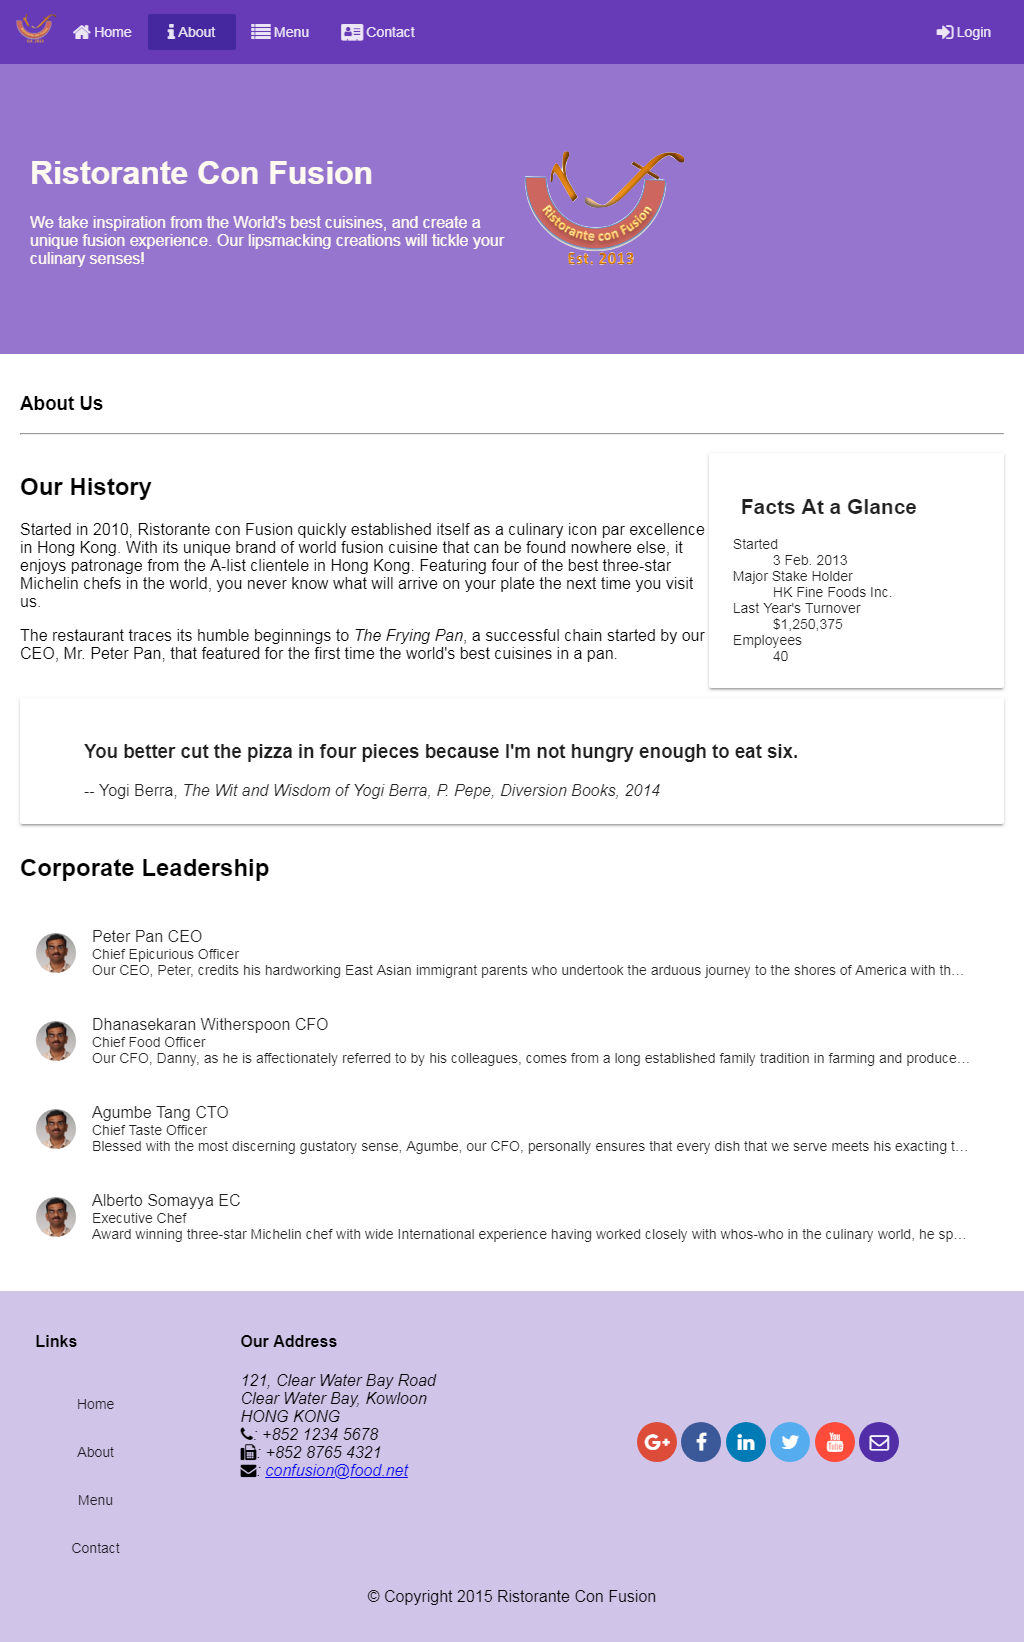 Home
About
Menu
Contact
Login
Ristorante Con Fusion
We take inspiration from the World's best cuisines, and create a
unique fusion experience. Our lipsmacking creations will tickle your
culinary senses!
Ristorante con Fusion
Est. 2013
About Us
Our History
Started in 2010, Ristorante con Fusion quickly established itself as a culinary icon par excellence
in Hong Kong. With its unique brand of world fusion cuisine that can be found nowhere else, it
enjoys patronage from the A-list clientele in Hong Kong. Featuring four of the best three-star
Michelin chefs in the world, you never know what will arrive on your plate the next time you visit
us.
The restaurant traces its humble beginnings to The Frying Pan, a successful chain started by our
CEO, Mr. Peter Pan, that featured for the first time the world's best cuisines in a pan.
Facts At a Glance
Started
3 Feb. 2013
Major Stake Holder
HK Fine Foods Inc.
Last Year's Turnover
$1,250,375
Employees
40
You better cut the pizza in four pieces because I'm not hungry enough to eat six.
-- Yogi Berra, The Wit and Wisdom of Yogi Berra, P. Pepe, Diversion Books, 2014
Corporate Leadership
Peter Pan CEO
Chief Epicurious Officer
Our CEO, Peter, credits his hardworking East Asian immigrant parents who undertook the arduous journey to the shores of America with th…
Dhanasekaran Witherspoon CFO
Chief Food Officer
Our CFO, Danny, as he is affectionately referred to by his colleagues, comes from a long established family tradition in farming and produce…
Agumbe Tang CTO
Chief Taste Officer
Blessed with the most discerning gustatory sense, Agumbe, our CFO, personally ensures that every dish that we serve meets his exacting t…
Alberto Somayya EC
Executive Chef
Award winning three-star Michelin chef with wide International experience having worked closely with whos-who in the culinary world, he sp…
Links
Home
About
Menu
Contact
Our Address
121, Clear Water Bay Road
Clear Water Bay, Kowloon
HONG KONG
: +852 1234 5678
: +852 8765 4321
: confusion@food.net
G+
f
in
You
Tube
© Copyright 2015 Ristorante Con Fusion